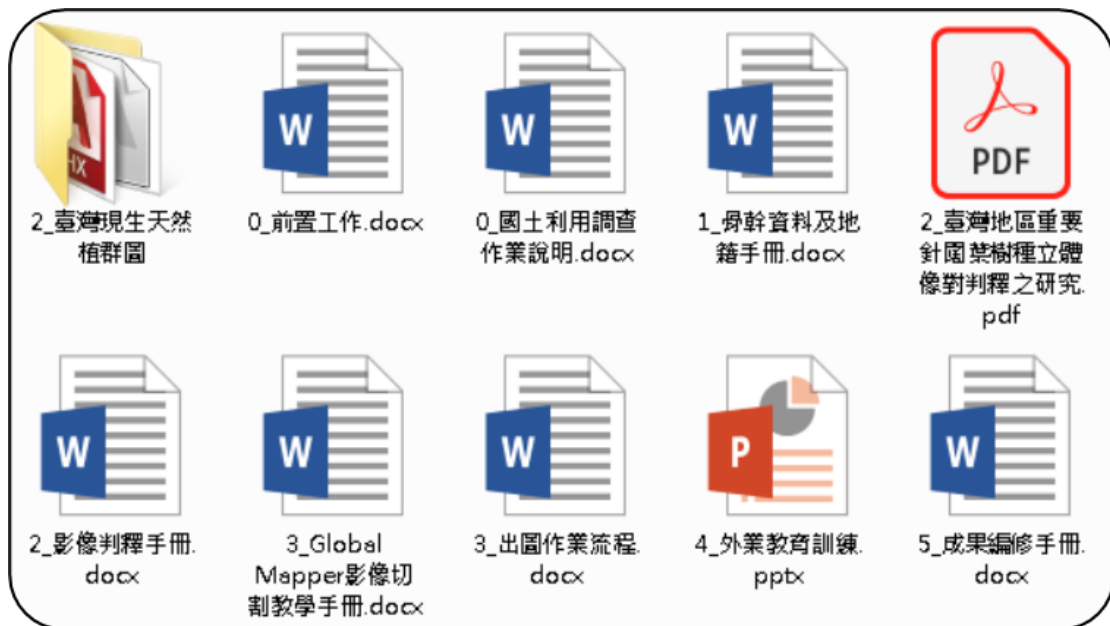 2_臺灣現生天然
植群圖
0_前置工作.docx
0_國土利用調查
作業說明.docx
1_骨幹資料及地
籍手冊.docx
PDF
2_臺灣地區重要
針闊葉樹種立體
像對判釋之研究.
pdf
2_影像判釋手冊.
docx
3_Global
Mapper影像切
割教學手冊.docx
3_出圖作業流程.
docx
4_外業教育訓練.
pptx
5_成果編修手冊.
docx
W
W
W
W
W
W
P
W
HX